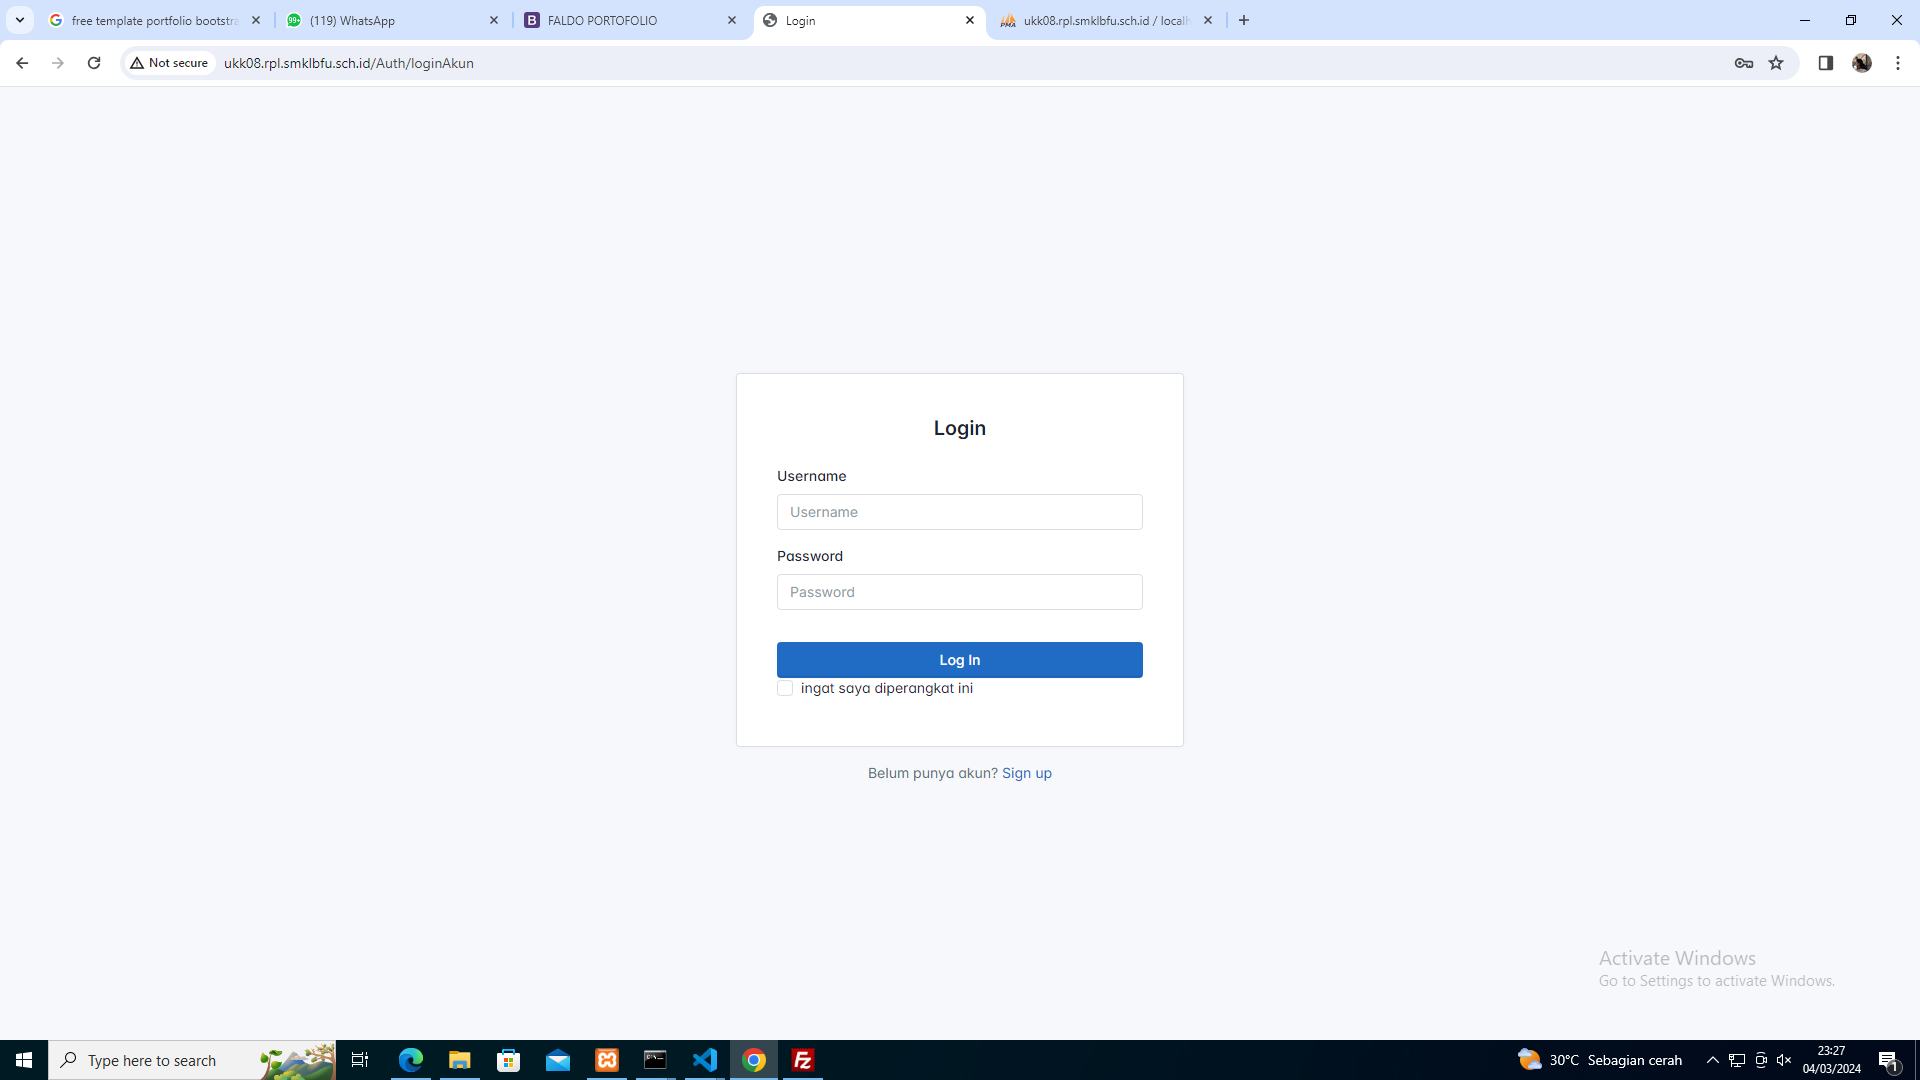 free template portfolio bootstra
(119) WhatsApp
FALDO PORTOFOLIO
Login
ukk08.rpl.smklbfu.sch.id / localh
Not secure
ukk08.rpl.smklbfu.sch.id/Auth/loginAkun
Login
Username
Username
Password
Password
Log In
ingat saya diperangkat ini
Belum punya akun? Sign up
Activate Windows
Go to Settings to activate Windows.
Type here to search
30°C Sebagian cerah
23:27
04/03/2024
1